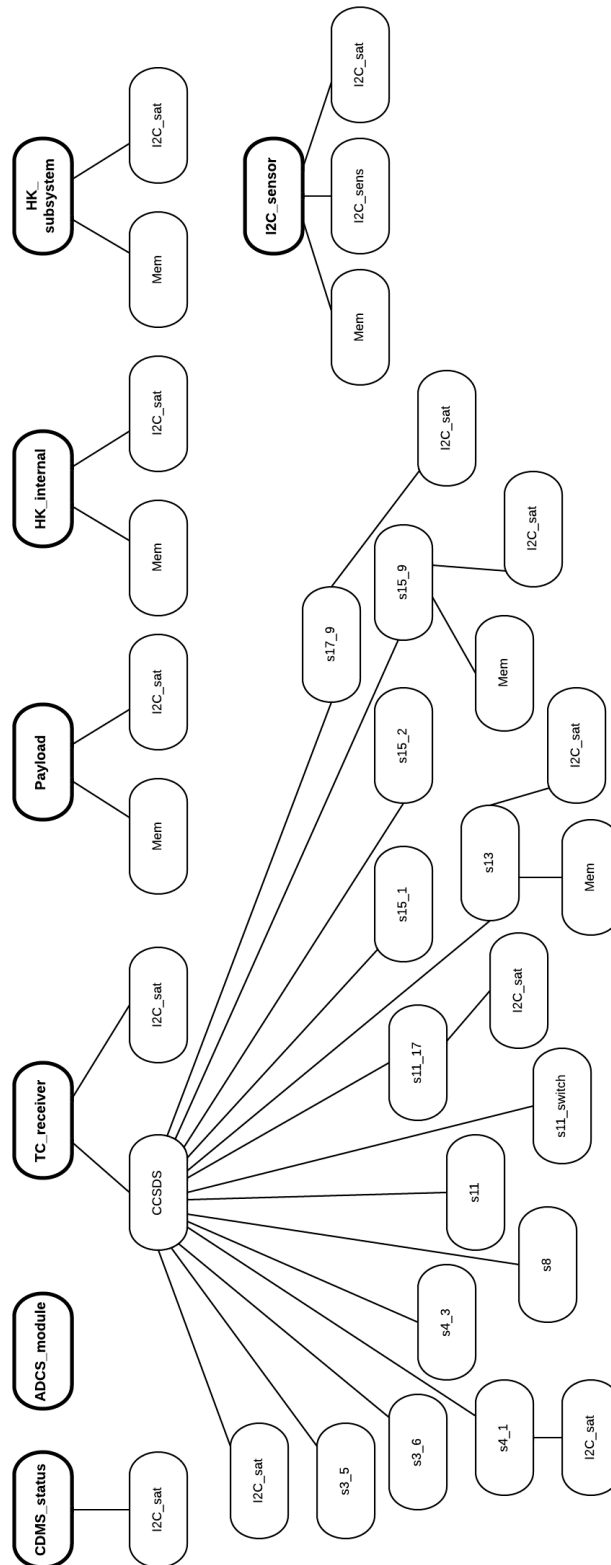 CDMS_status
I2C_sat
ADCS_module
TC_receiver
CCSDS
I2C_sat
Payload
Mem
I2C_sat
HK_internal
Mem
I2C_sat
HK_
subsystem
Mem
I2C_sat
I2C_sensor
Mem
I2C_sens
I2C_sat
I2C_sat
s3_5
s3_6
s4_1
I2C_sat
s4_3
s8
s11
s11_switch
s11_17
I2C_sat
s13
Mem
I2C_sat
s15_1
s15_2
s15_9
Mem
I2C_sat
s17_9
I2C_sat